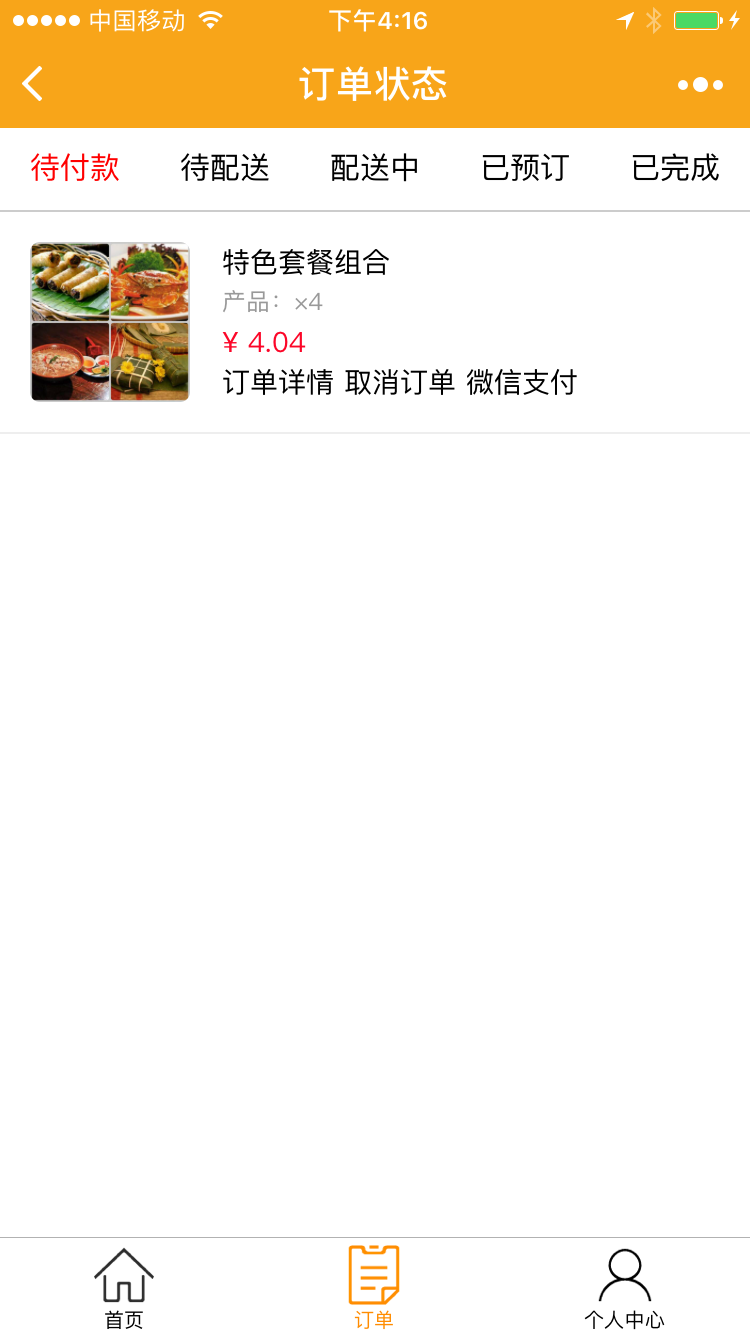 中国移动 下午4:16
订单状态
待付款 待配送 配送中 已预订 已完成
特色套餐组合
产品： ×4
¥ 4.04
订单详情 取消订单 微信支付
首页 订单 个人中心